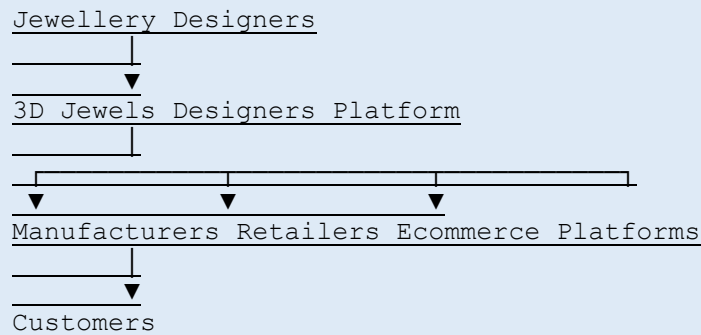 Jewellery Designers
3D Jewels Designers Platform
Manufacturers Retailers Ecommerce Platforms
Customers